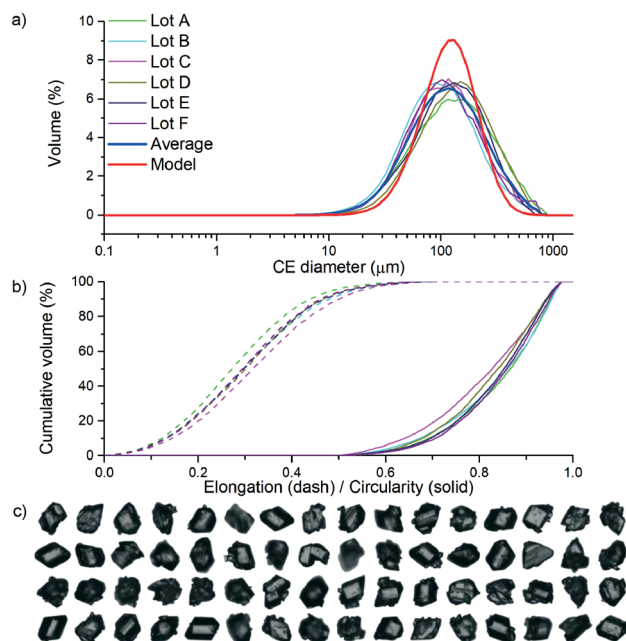 a)
Lot A
Lot B
Lot C
Lot D
Lot E
Lot F
Average
Model
Volume (%)
10
8
6
4
2
0
0.1 1 10 100 1000
CE diameter (μm)
b)
Cumulative volume (%)
100
80
60
40
20
0
0.0 0.2 0.4 0.6 0.8 1.0
Elongation (dash) / Circularity (solid)
c)